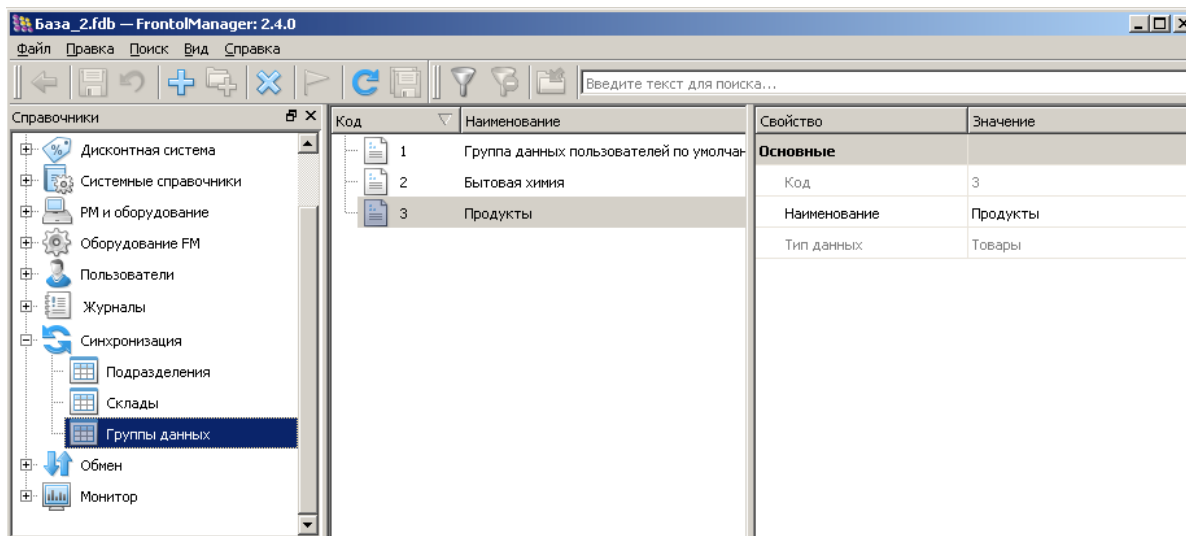 База_2.fdb — FrontolManager: 2.4.0
Файл Правка Поиск Вид Справка
Введите текст для поиска...
Справочники
Дисконтная система
Системные справочники
РМ и оборудование
Оборудование FM
Пользователи
Журналы
Синхронизация
Подразделения
Склады
Группы данных
Обмен
Монитор
Код Наименование
1 Группа данных пользователей по умолчан
2 Бытовая химия
3 Продукты
Свойство Значение
Основные
Код 3
Наименование Продукты
Тип данных Товары